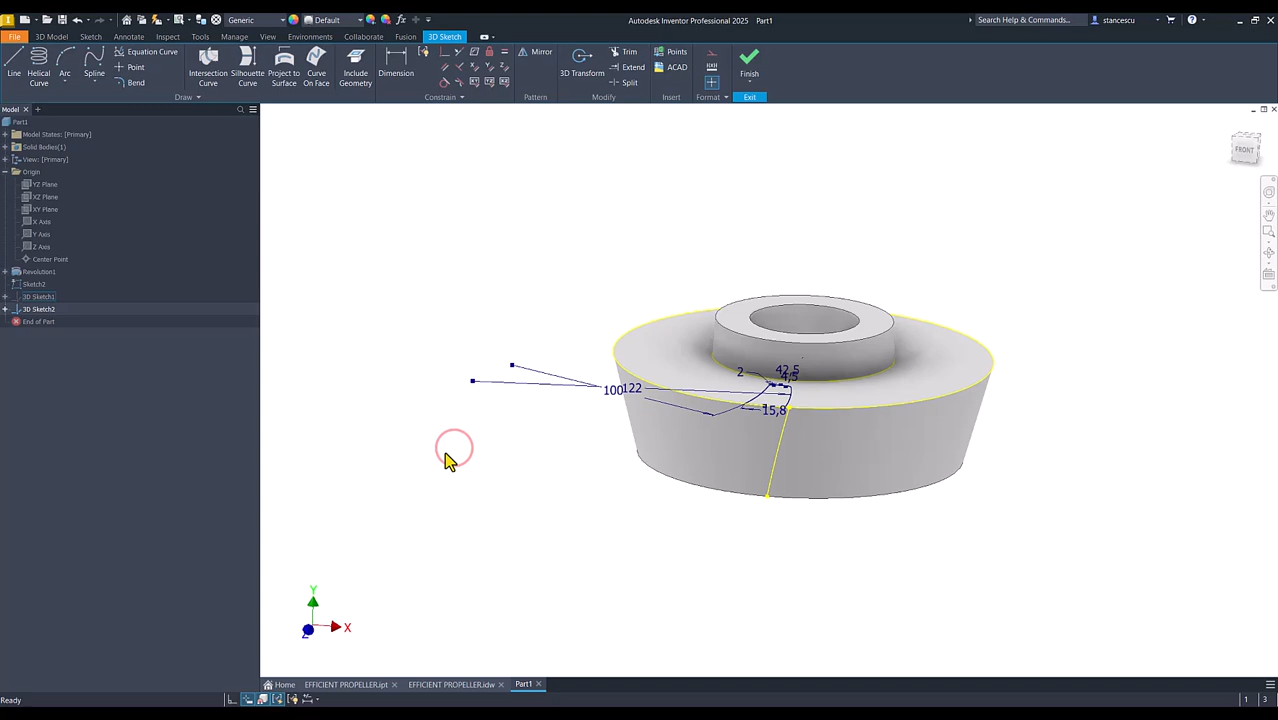 Generic
Default
Autodesk Inventor Professional 2025 Part1
Search Help & Commands...
stancescu
File
3D Model
Sketch
Annotate
Inspect
Tools
Manage
View
Environments
Collaborate
Fusion
3D Sketch
Line
Helical Curve
Arc
Spline
Equation Curve
Point
Bend
Intersection Curve
Silhouette Curve
Project to Surface
Curve On Face
Include Geometry
Dimension
Mirror
3D Transform
Trim
Extend
Split
Points
ACAD
Finish
Draw
Constrain
Pattern
Modify
Insert
Format
Exit
Model
Part1
Model States: [Primary]
Solid Bodies(1)
View: [Primary]
Origin
YZ Plane
XZ Plane
XY Plane
X Axis
Y Axis
Z Axis
Center Point
Revolution1
Sketch2
3D Sketch1
3D Sketch2
End of Part
FRONT
2
42,5
4,5
100
122
15,8
Y
X
Z
Home
EFFICIENT PROPELLER.ipt
EFFICIENT PROPELLER.idw
Part1
Ready
1
3